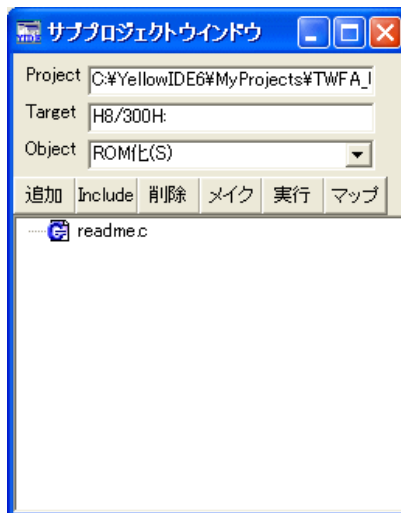 YIDE サブプロジェクトウインドウ
Project C:¥YellowIDE6¥MyProjects¥TWFA_
Target H8/300H:
Object ROM化(S)
追加 Include 削除 メイク 実行 マップ
readme.c